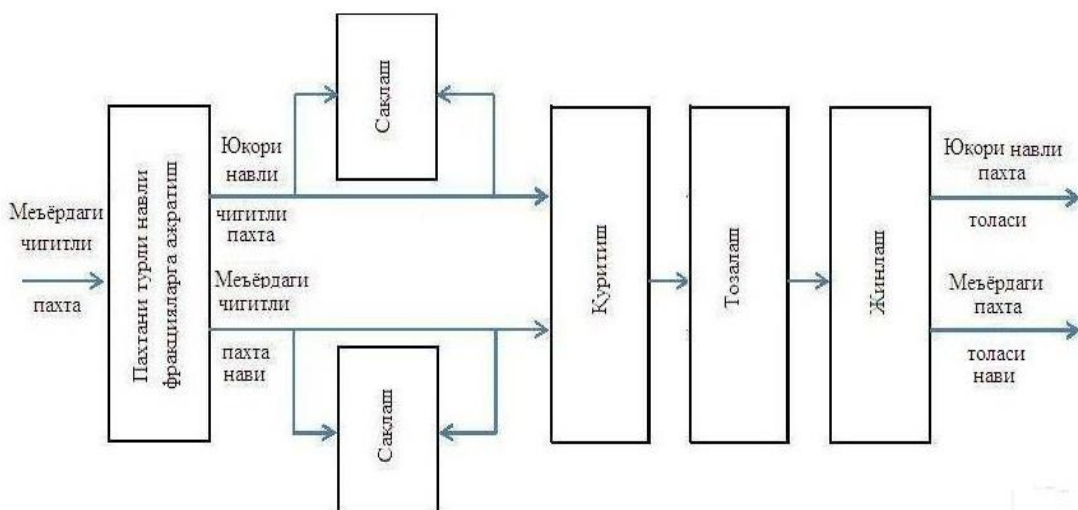 Меъёрдаги
чигитли
пахта
Пахтани турли навли
фракцияларга ажратиш
Юқори
навли
чигитли
пахта
Меъёрдаги
чигитли
пахта
нави
Сақлаш
Сақлаш
Қуритиш
Тозалаш
Жинлаш
Юқори навли
пахта
толаси
Меъёрдаги
пахта
толаси
нави